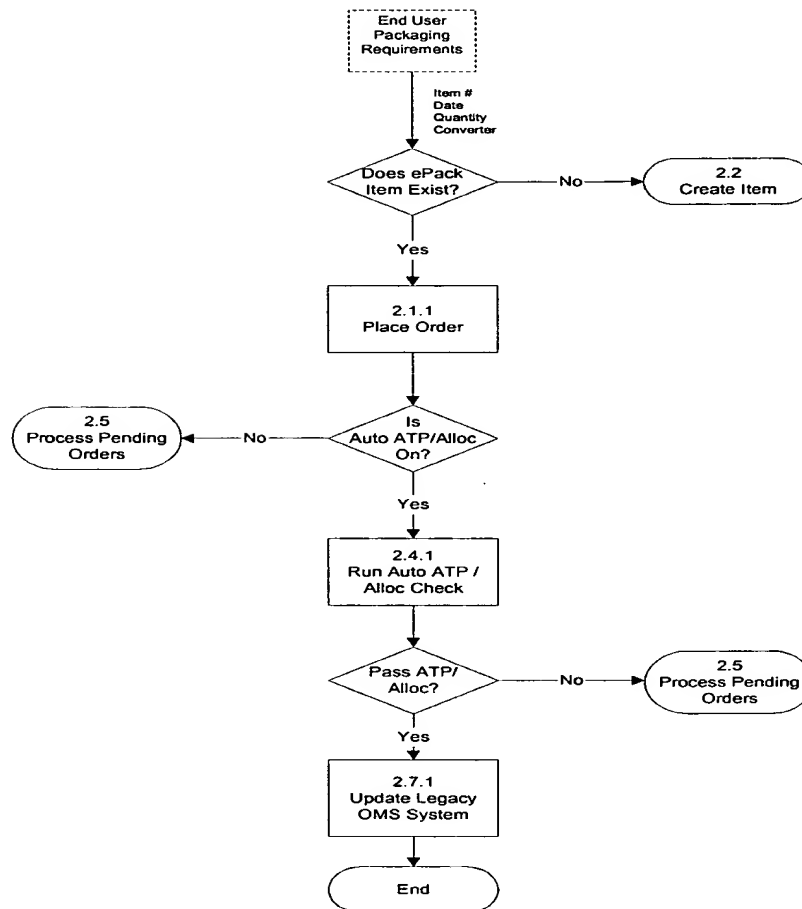 End User
Packaging
Requirements
Item #
Date
Quantity
Converter
Does ePack
Item Exist?
No
2.2
Create Item
Yes
2.1.1
Place Order
Is
Auto ATP/Alloc
On?
No
2.5
Process Pending
Orders
Yes
2.4.1
Run Auto ATP /
Alloc Check
Pass ATP/
Alloc?
No
2.5
Process Pending
Orders
Yes
2.7.1
Update Legacy
OMS System
End